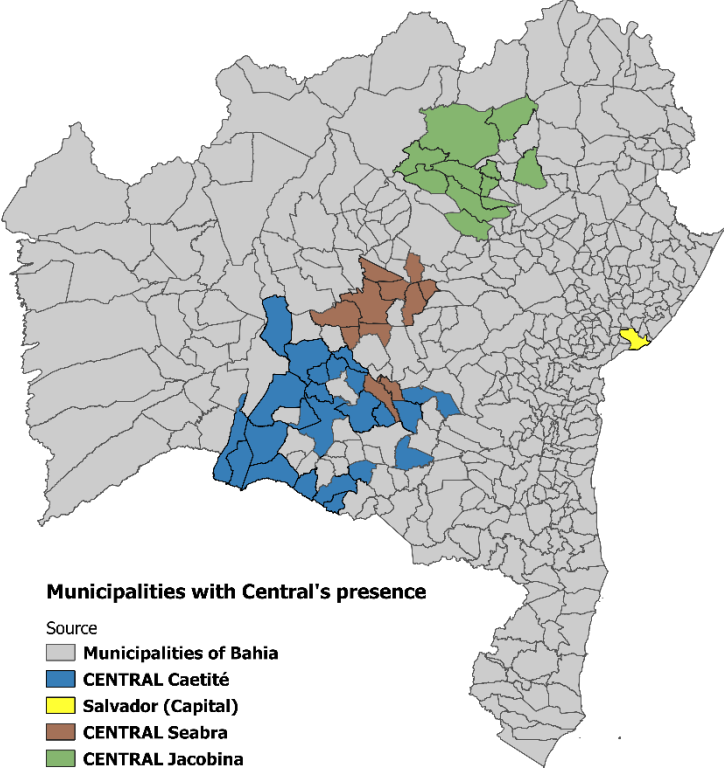 Municipalities with Central's presence
Source
Municipalities of Bahia
CENTRAL Caetité
Salvador (Capital)
CENTRAL Seabra
CENTRAL Jacobina